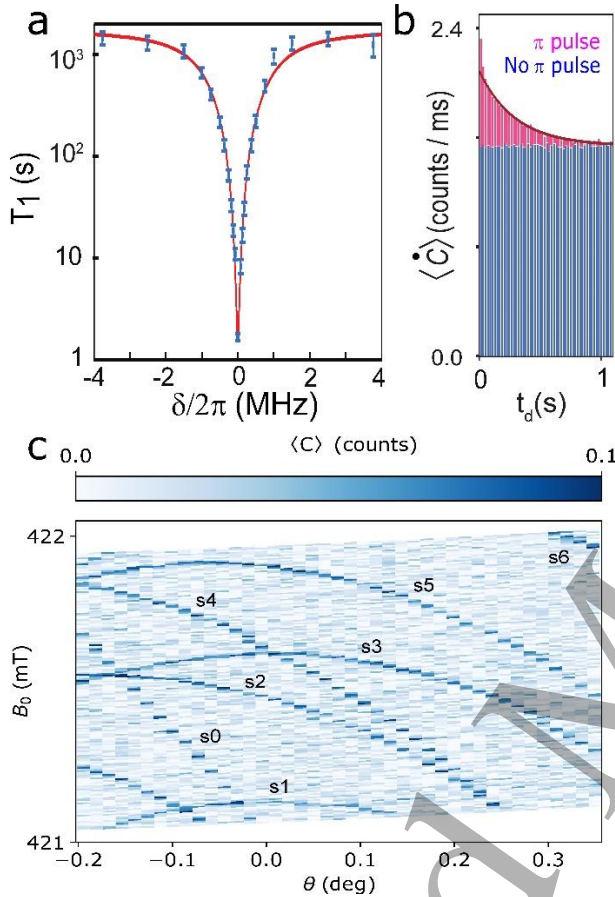 a
10³
10²
10
1
T₁ (s)
-4
-2
0
2
4
δ/2π (MHz)
b
2.4
π pulse
No π pulse
0.0
⟨Ċ⟩ (counts / ms)
0
1
t_d(s)
c
⟨C⟩ (counts)
0.0
0.1
422
421
B₀ (mT)
s6
s4
s5
s3
s2
s0
s1
−0.2
−0.1
0.0
0.1
0.2
0.3
θ (deg)